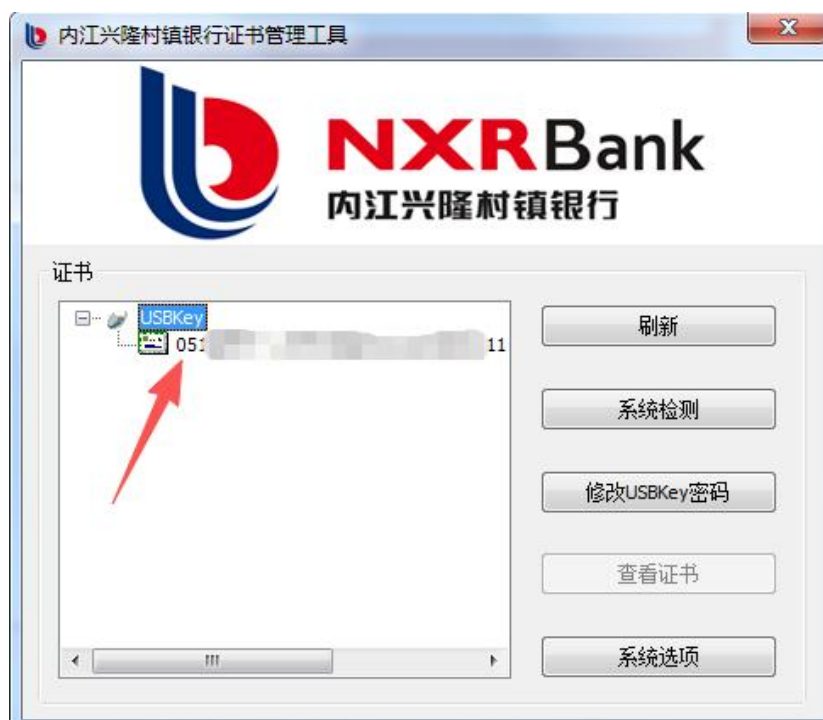 内江兴隆村镇银行证书管理工具
NXRBank
内江兴隆村镇银行
证书
USBKey
051 11
刷新
系统检测
修改USBKey密码
查看证书
系统选项